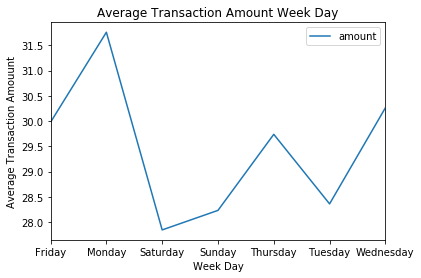 Average Transaction Amount Week Day
amount
Average Transaction Amouunt
31.5
31.0
30.5
30.0
29.5
29.0
28.5
28.0
Friday Monday Saturday Sunday Thursday Tuesday Wednesday
Week Day